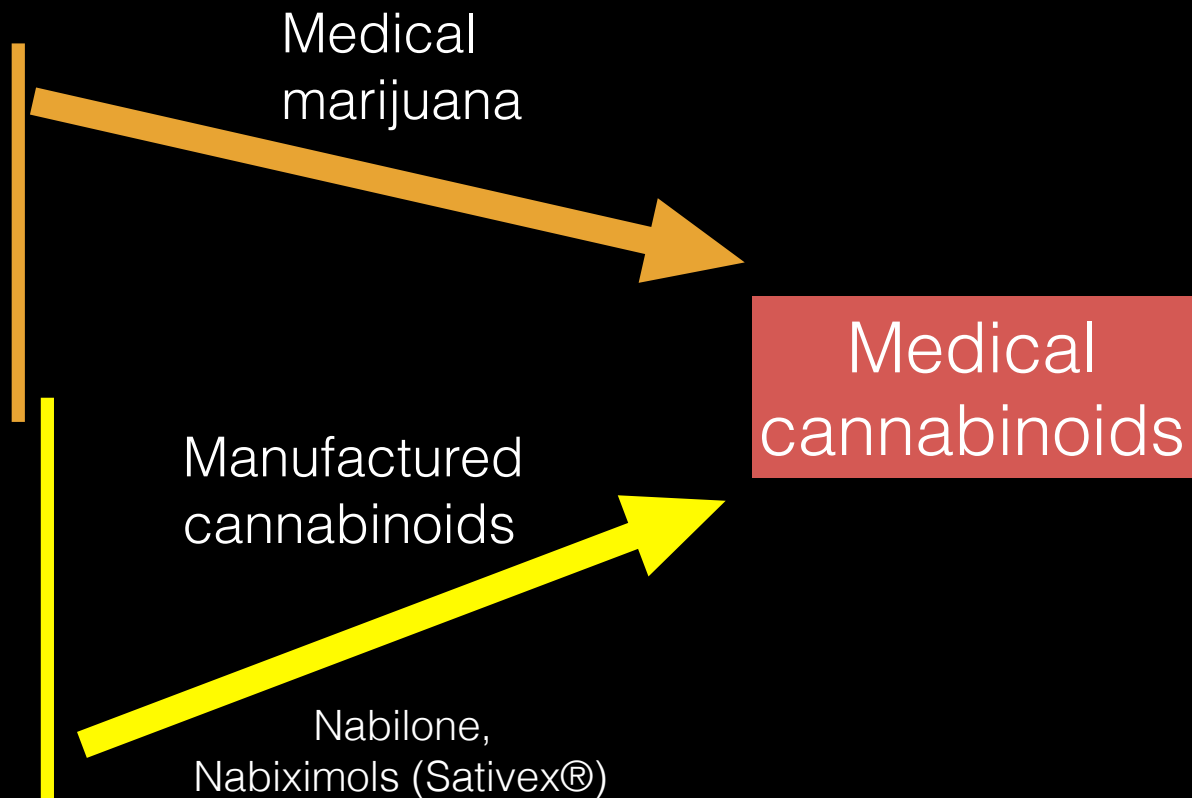 Medical
marijuana
Medical
cannabinoids
Manufactured
cannabinoids
Nabilone,
Nabiximols (Sativex®)